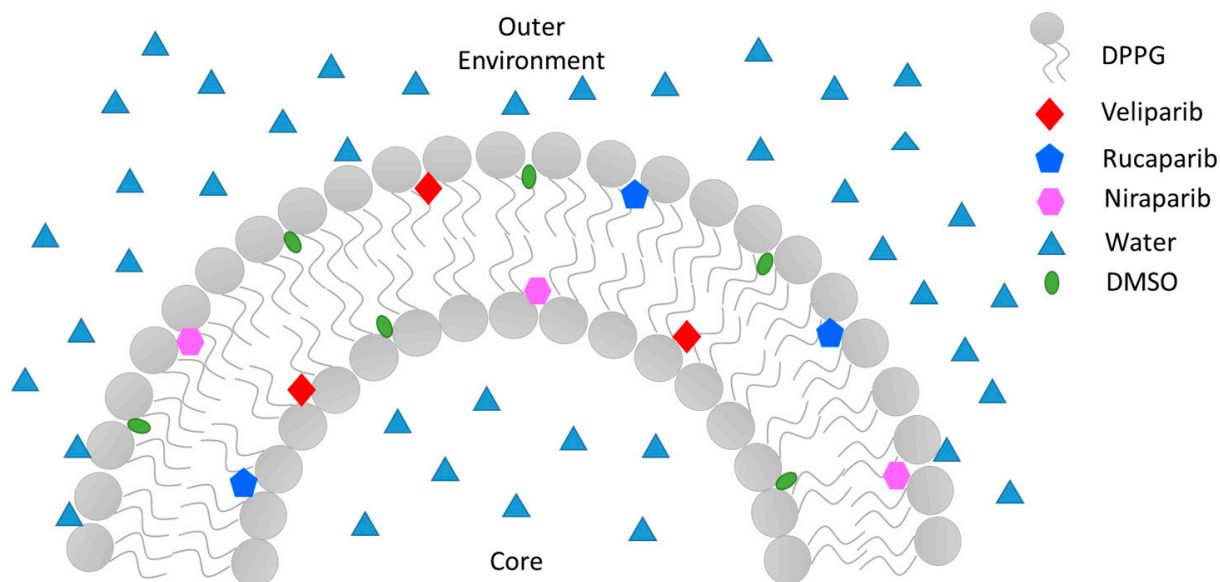 Outer
Environment
DPPG
Veliparib
Rucaparib
Niraparib
Water
DMSO
Core